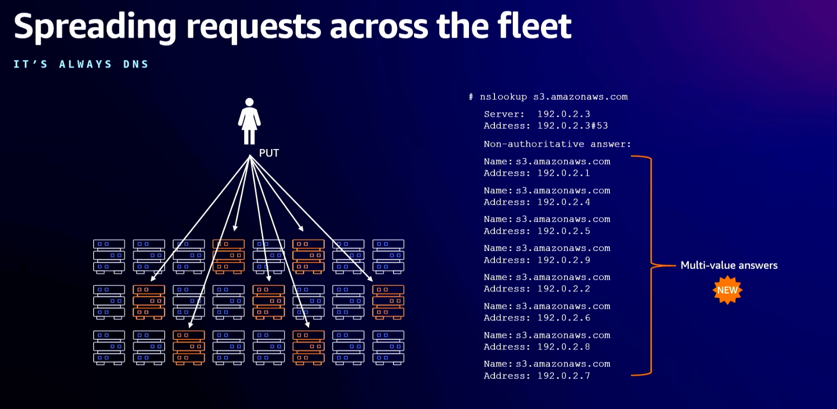 Spreading requests across the fleet
IT'S ALWAYS DNS
PUT
# nslookup s3.amazonaws.com
Server: 192.0.2.3
Address: 192.0.2.3#53
Non-authoritative answer:
Name: s3.amazonaws.com
Address: 192.0.2.1
Name: s3.amazonaws.com
Address: 192.0.2.4
Name: s3.amazonaws.com
Address: 192.0.2.5
Name: s3.amazonaws.com
Address: 192.0.2.9
Name: s3.amazonaws.com
Address: 192.0.2.2
Name: s3.amazonaws.com
Address: 192.0.2.6
Name: s3.amazonaws.com
Address: 192.0.2.8
Name: s3.amazonaws.com
Address: 192.0.2.7
Multi-value answers
NEW